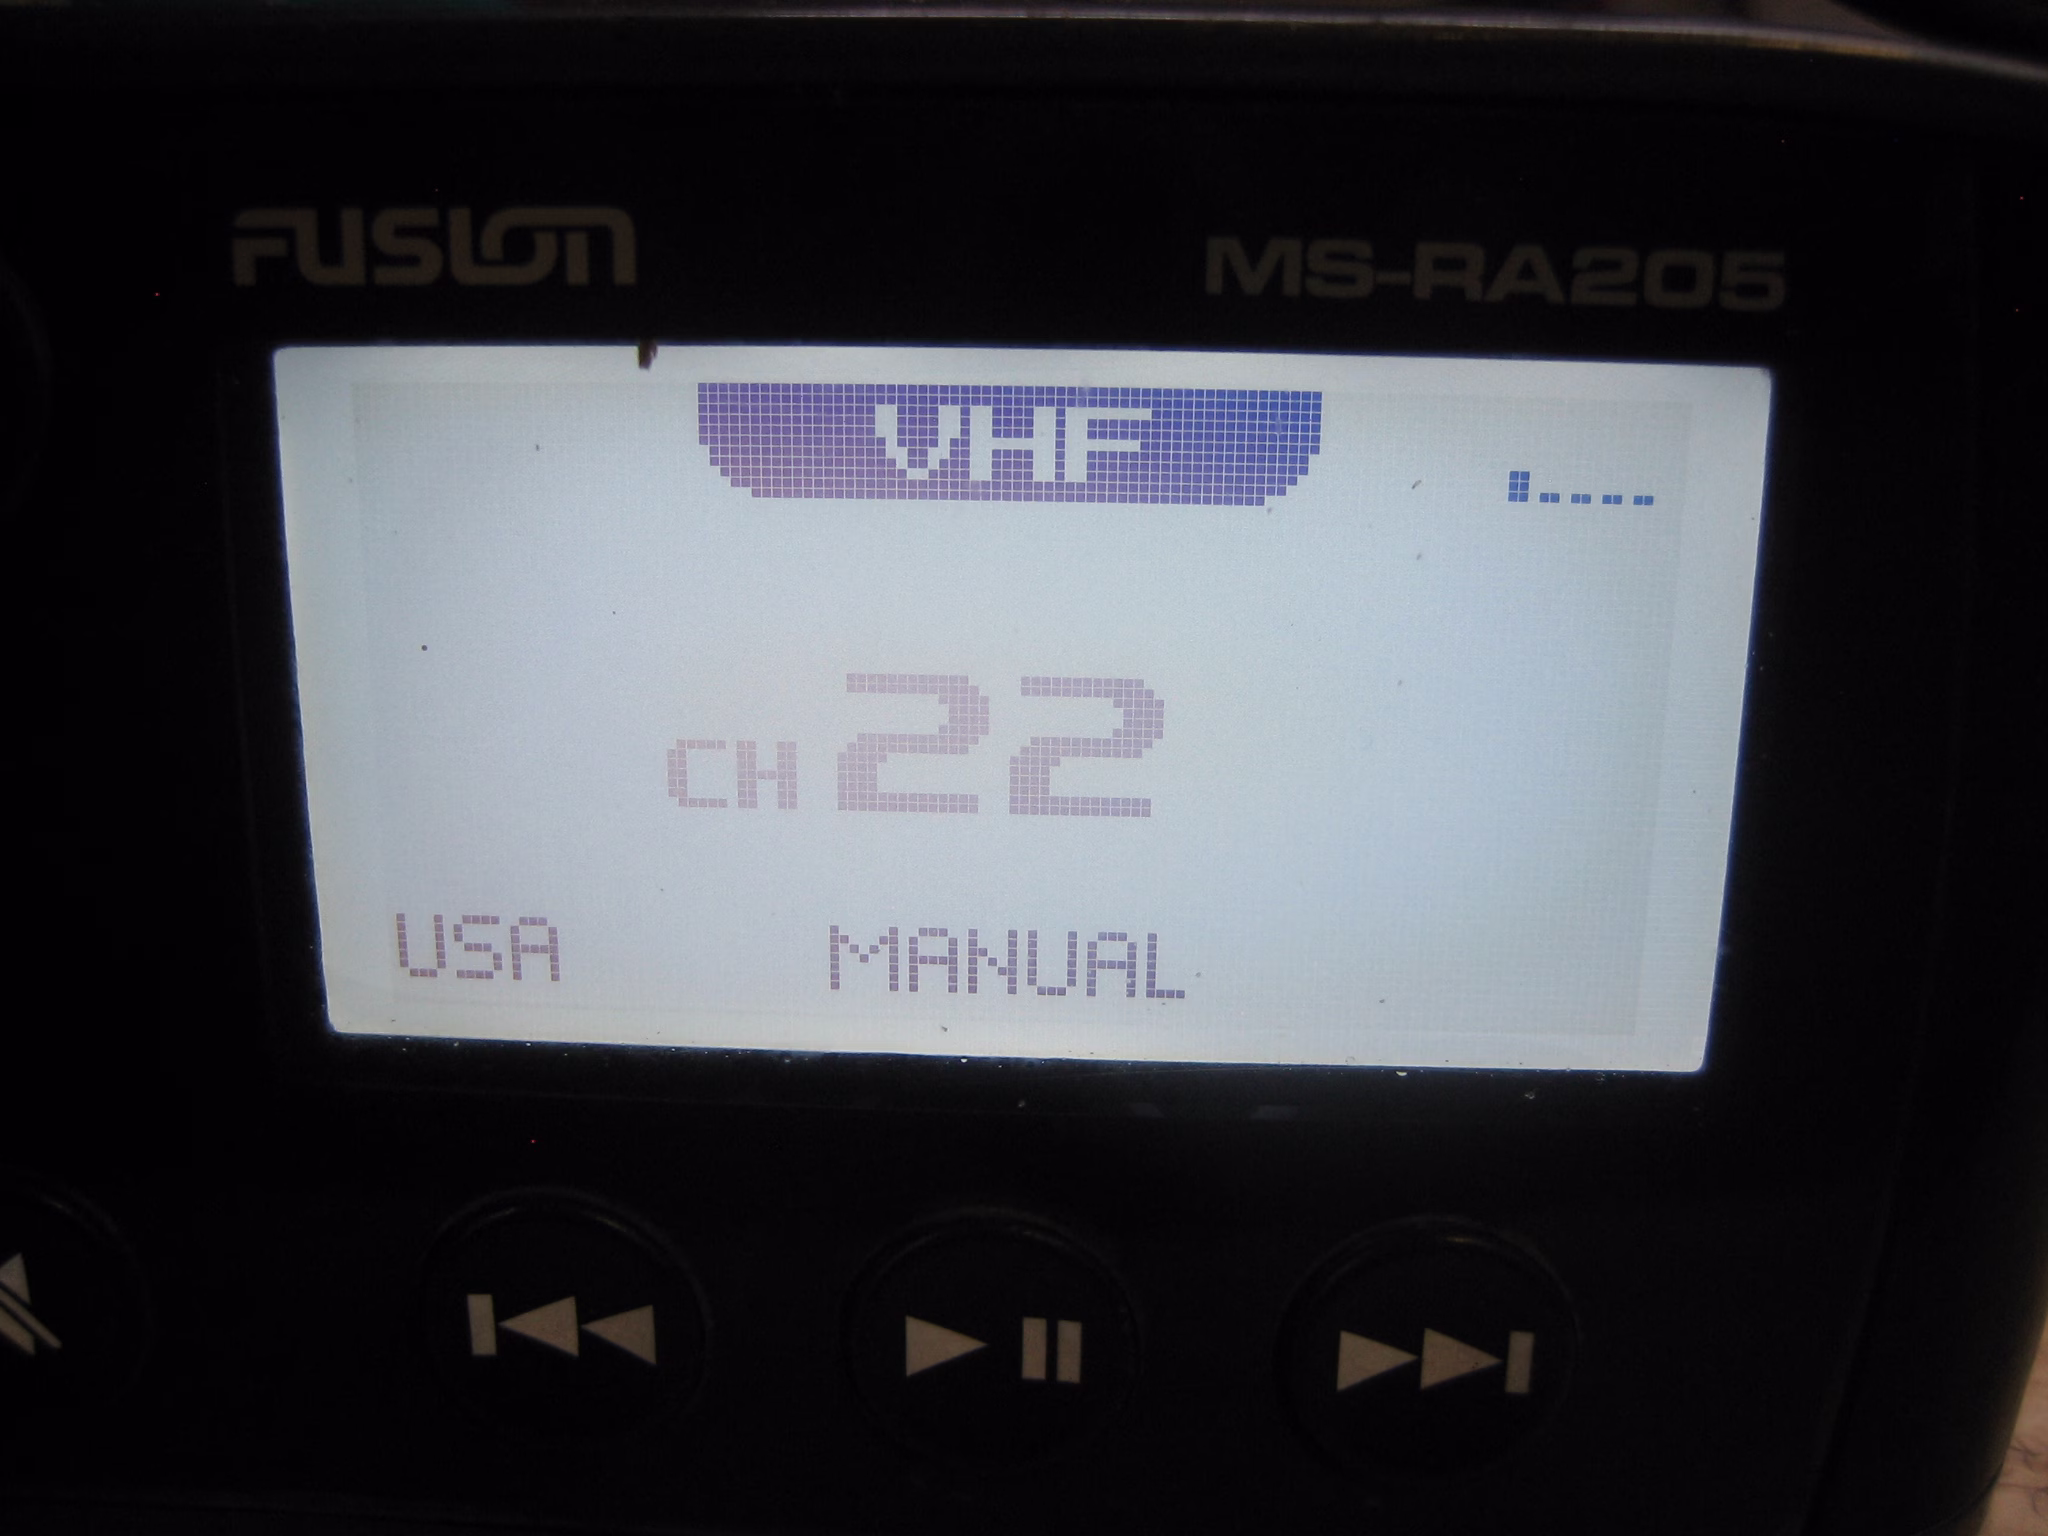 FUSION
MS-RA205
VHF
CH 22
USA
MANUAL